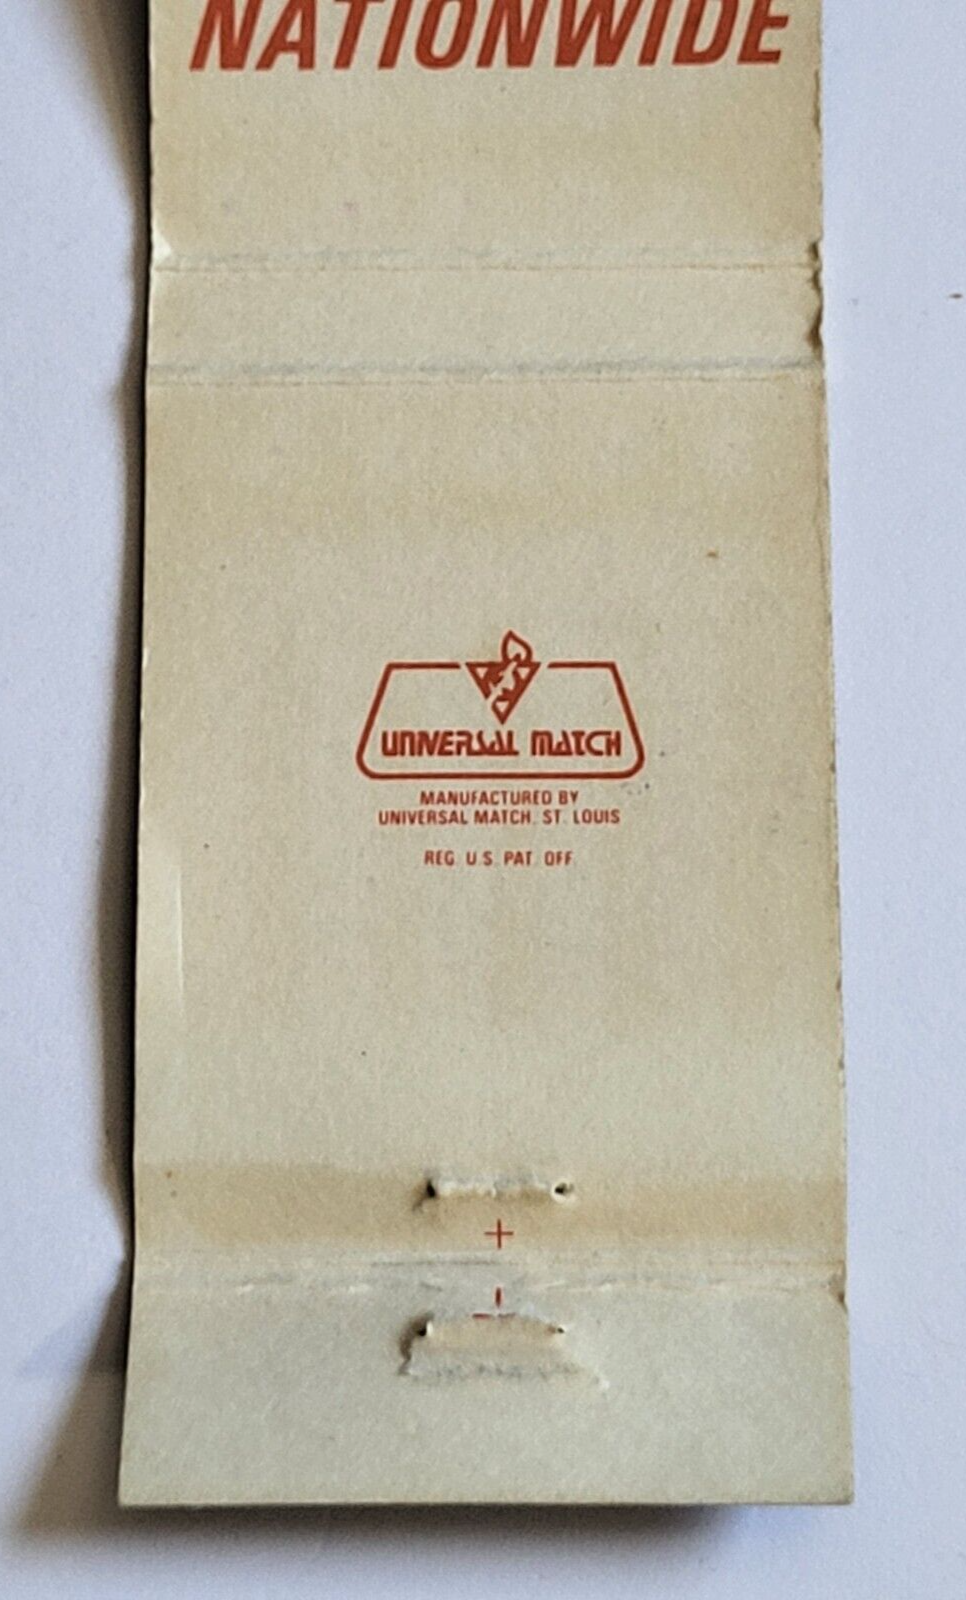 NATIONWIDE
UNIVERSAL MATCH
MANUFACTURED BY
UNIVERSAL MATCH. ST. LOUIS
REG. U.S. PAT. OFF.